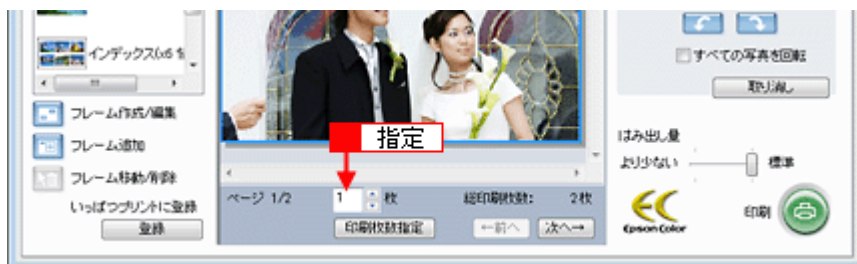 インデックス(x6 1
フレーム作成/編集
フレーム追加
フレーム移動/削除
いっぱつプリントに登録
登録
指定
ページ 1/2
1
枚
総印刷枚数:
2枚
印刷枚数指定
←前へ
次へ→
すべての写真を回転
取り消し
はみ出し量
より少ない
標準
Epson Color
印刷